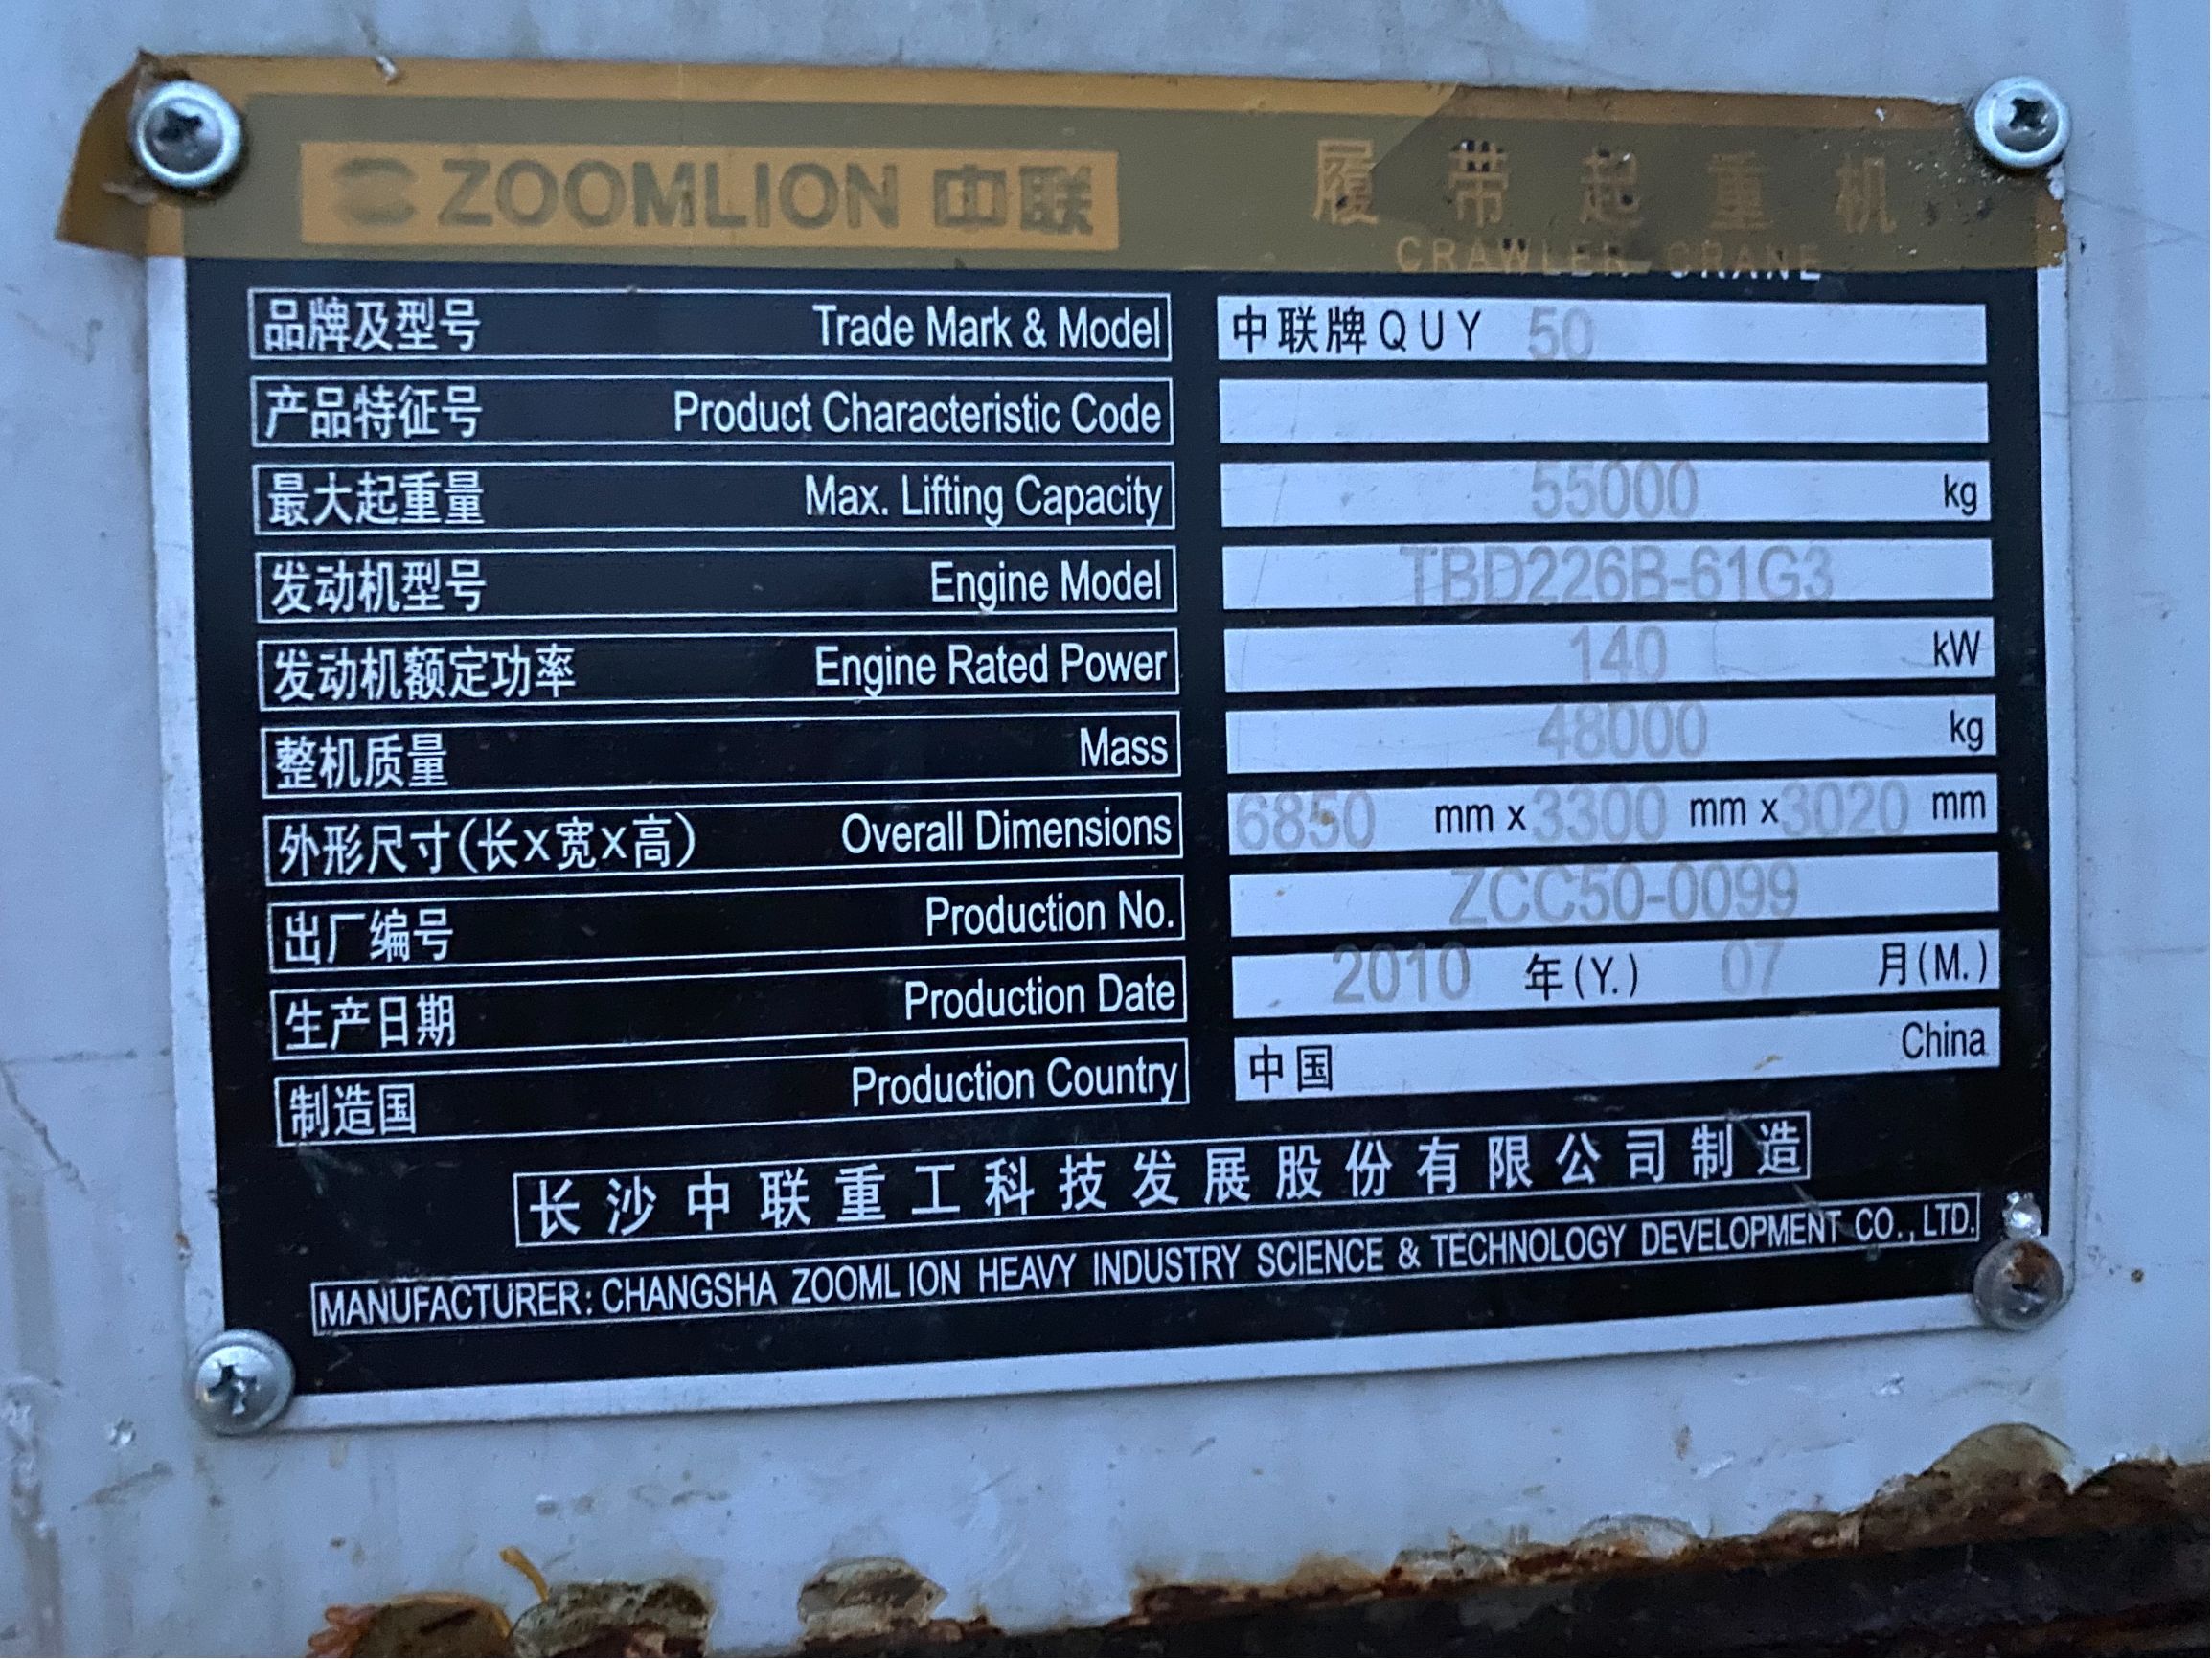 ZOOMLION 中联
履带起重机
CRAWLER CRANE
品牌及型号 Trade Mark & Model 中联牌QUY 50
产品特征号 Product Characteristic Code
最大起重量 Max. Lifting Capacity 55000 kg
发动机型号 Engine Model TBD226B-61G3
发动机额定功率 Engine Rated Power 140 kW
整机质量 Mass 48000 kg
外形尺寸(长X宽X高) Overall Dimensions 6850 mm x 3300 mm x 3020 mm
出厂编号 Production No. ZCC50-0099
生产日期 Production Date 2010 年(Y.) 07 月(M.)
制造国 Production Country 中国 China
长沙中联重工科技发展股份有限公司制造
MANUFACTURER: CHANGSHA ZOOMLION HEAVY INDUSTRY SCIENCE & TECHNOLOGY DEVELOPMENT CO., LTD.